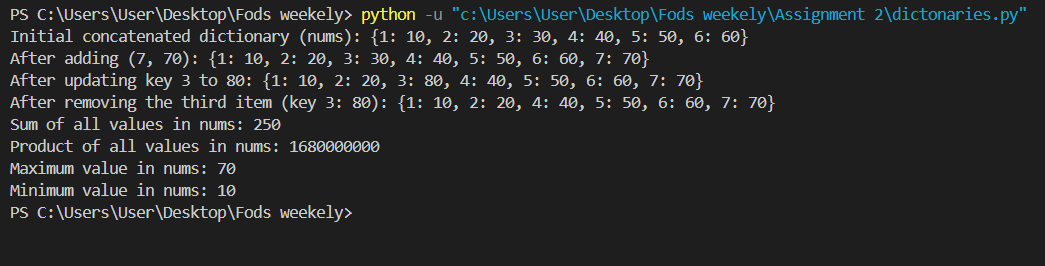 PS C:\Users\User\Desktop\Fods weekely> python -u "c:\Users\User\Desktop\Fods weekely\Assignment 2\dictonaries.py"
Initial concatenated dictionary (nums): {1: 10, 2: 20, 3: 30, 4: 40, 5: 50, 6: 60}
After adding (7, 70): {1: 10, 2: 20, 3: 30, 4: 40, 5: 50, 6: 60, 7: 70}
After updating key 3 to 80: {1: 10, 2: 20, 3: 80, 4: 40, 5: 50, 6: 60, 7: 70}
After removing the third item (key 3: 80): {1: 10, 2: 20, 4: 40, 5: 50, 6: 60, 7: 70}
Sum of all values in nums: 250
Product of all values in nums: 1680000000
Maximum value in nums: 70
Minimum value in nums: 10
PS C:\Users\User\Desktop\Fods weekely>